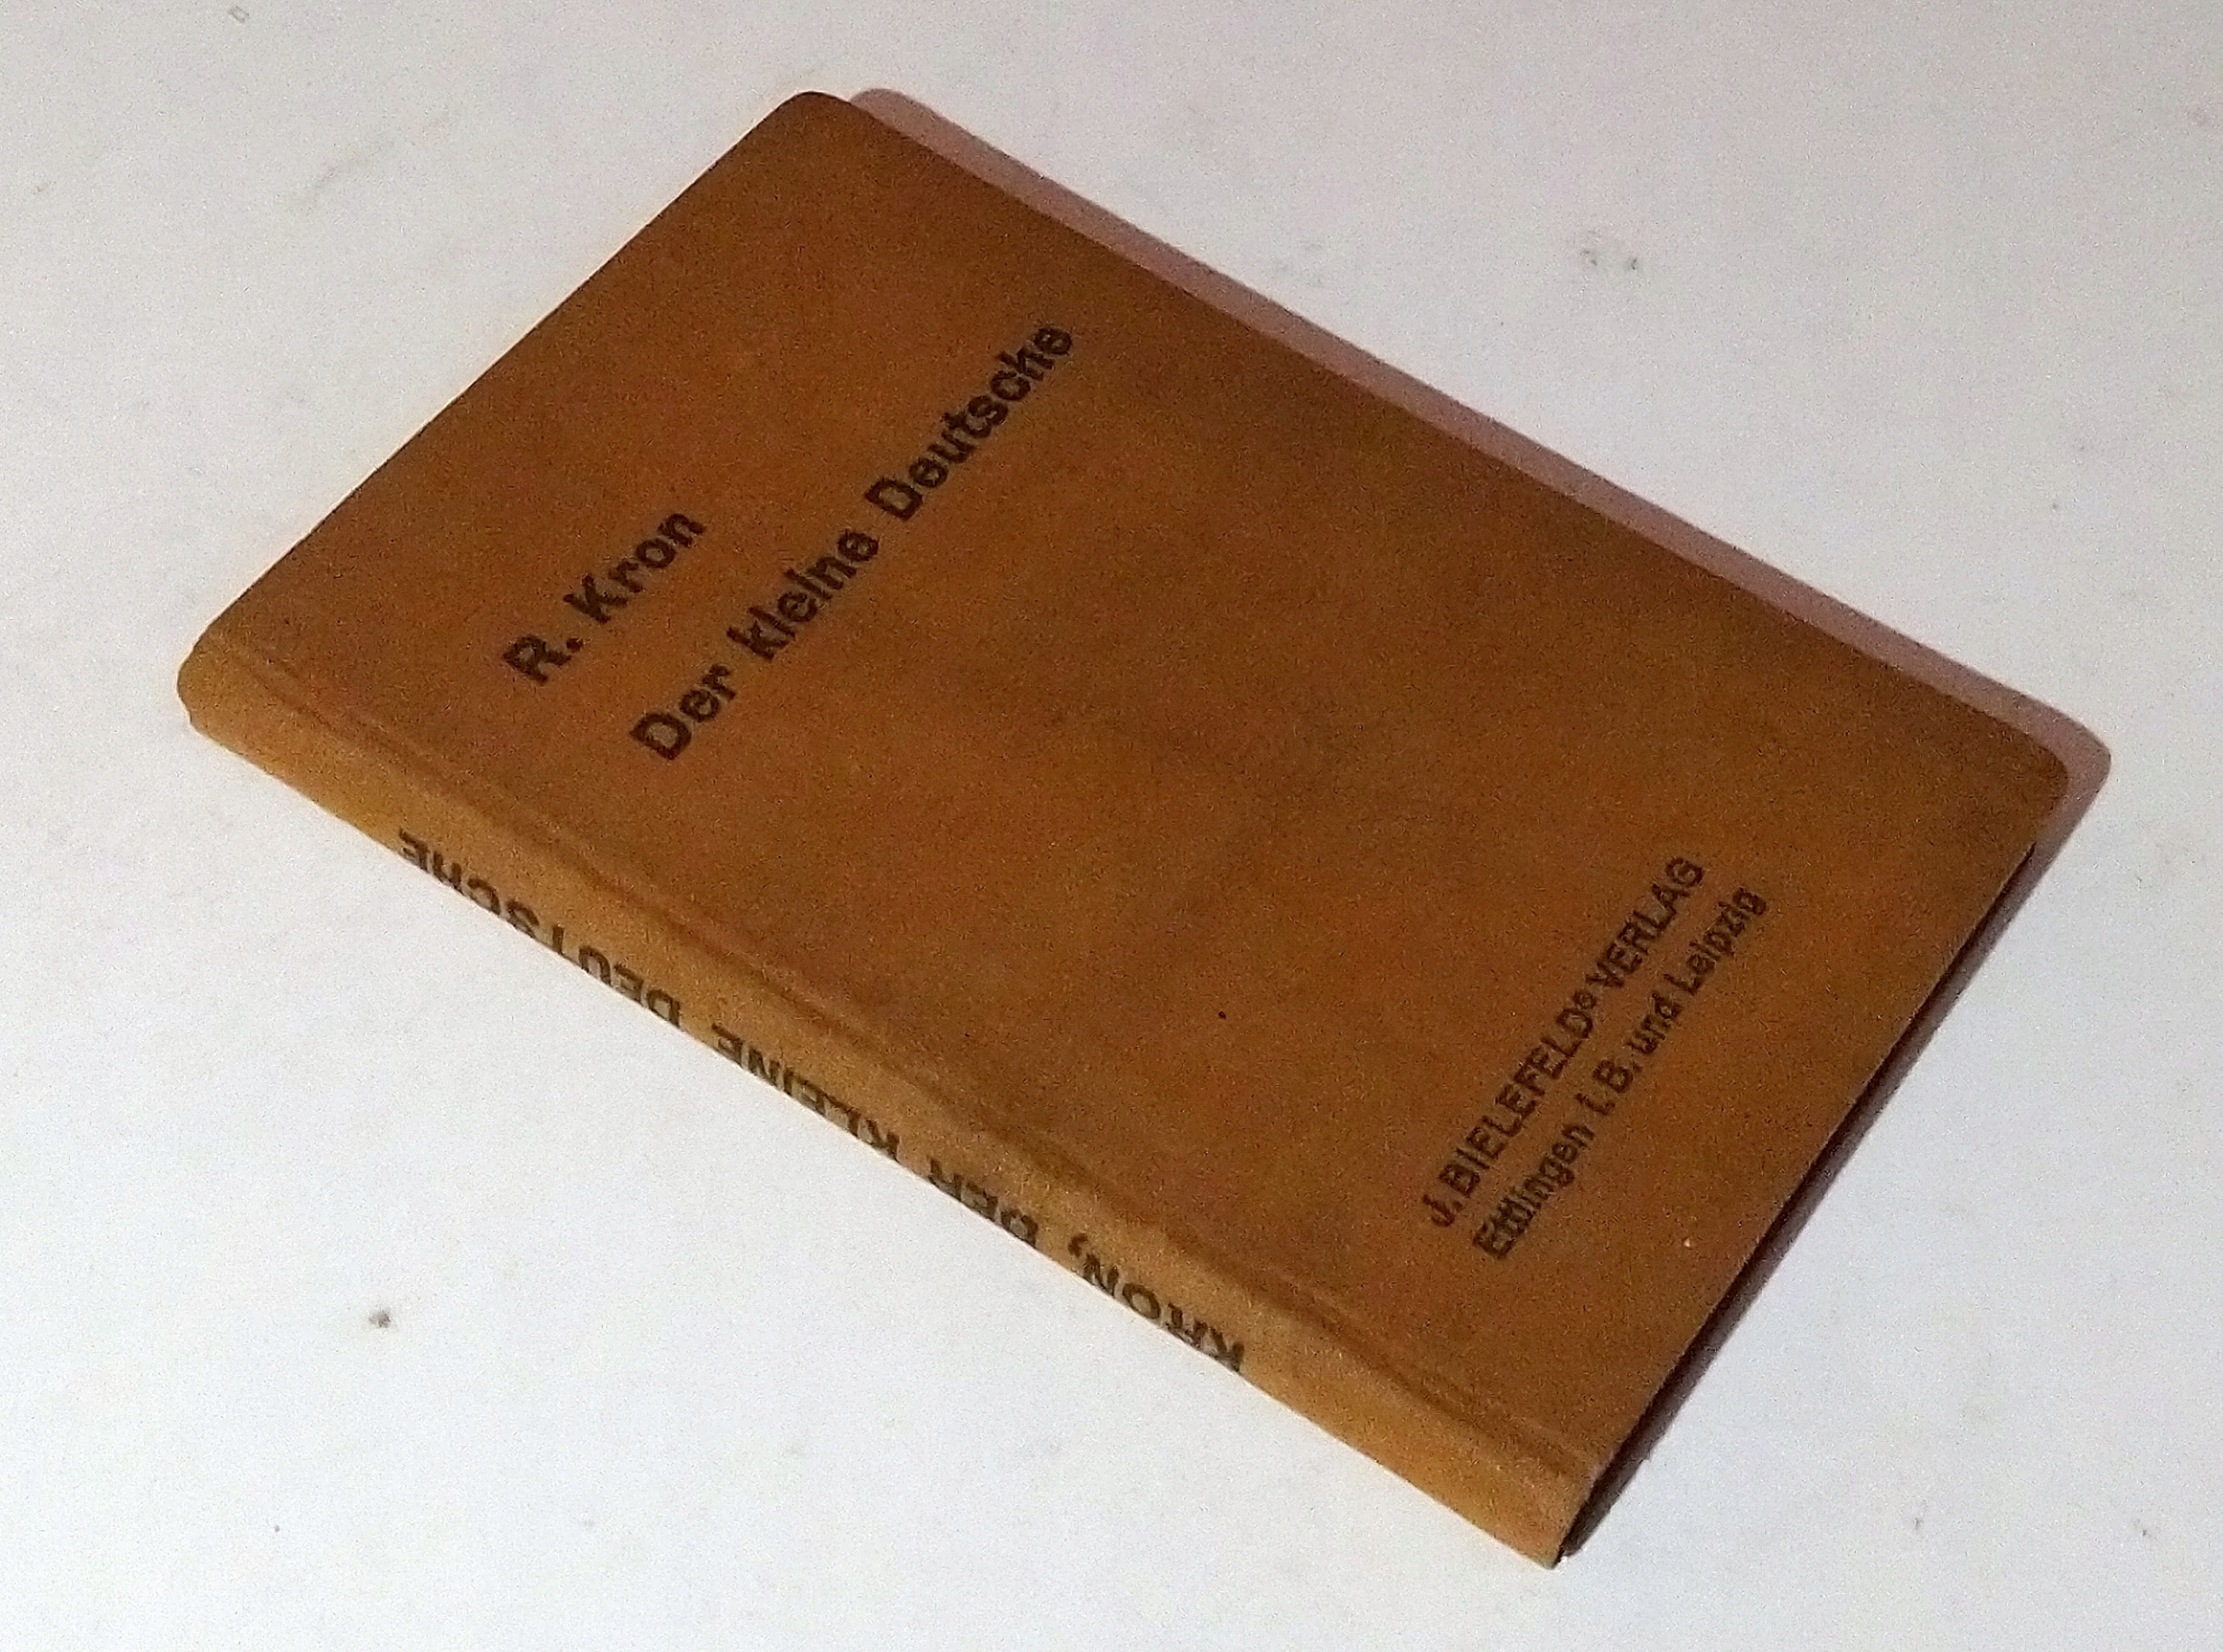 R. Kron
Der kleine Deutsche
J. BIELEFELDˢ VERLAG
Ettlingen i. B. und Leipzig
KRON, DER KLEINE DEUTSCHE